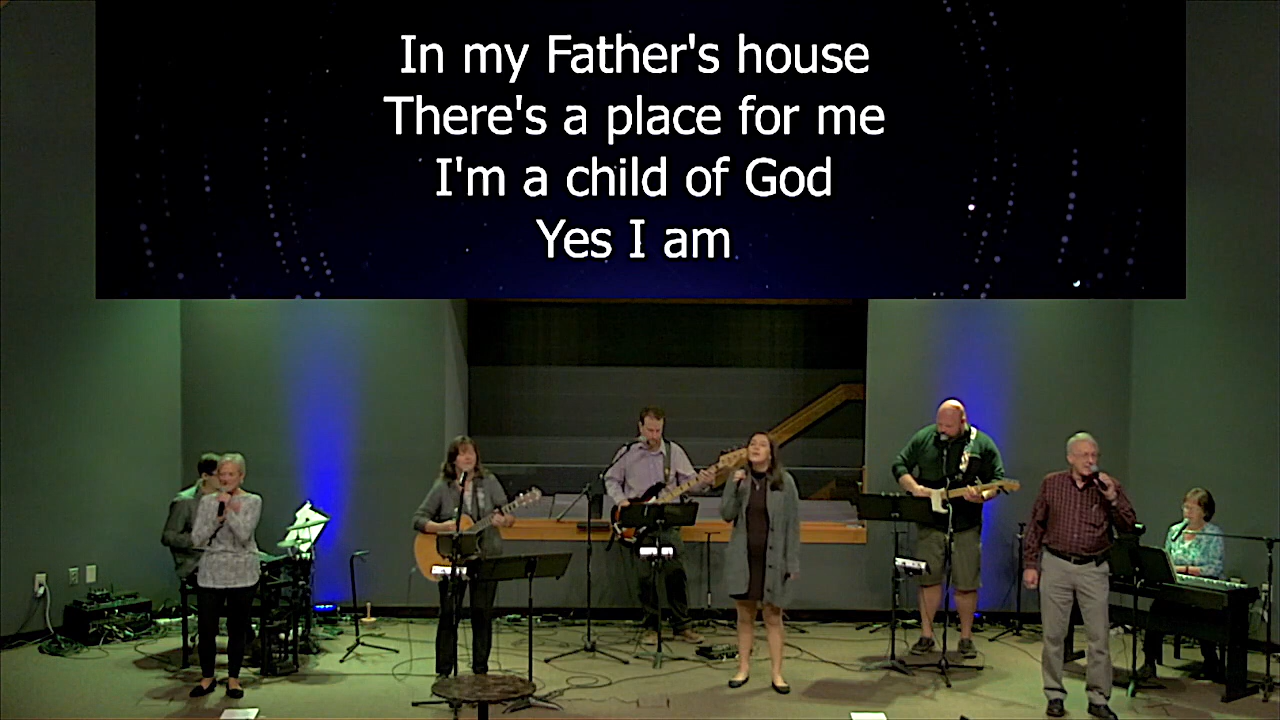 In my Father's house
There's a place for me
I'm a child of God
Yes I am